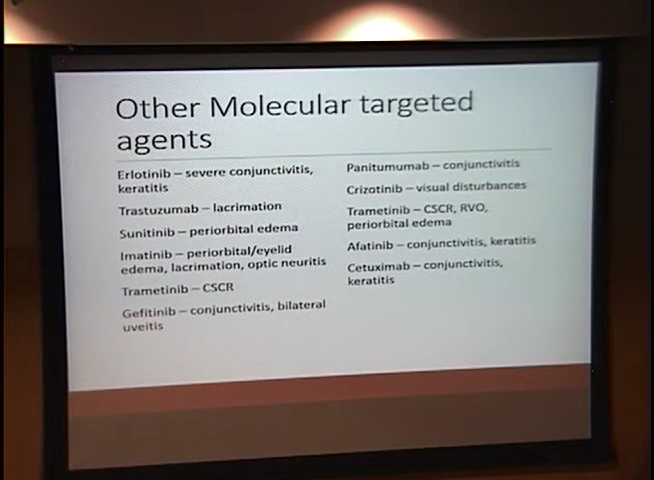 Other Molecular targeted
agents
Erlotinib – severe conjunctivitis,
keratitis
Trastuzumab – lacrimation
Sunitinib – periorbital edema
Imatinib – periorbital/eyelid
edema, lacrimation, optic neuritis
Trametinib – CSCR
Gefitinib – conjunctivitis, bilateral
uveitis
Panitumumab – conjunctivitis
Crizotinib – visual disturbances
Trametinib – CSCR, RVO,
periorbital edema
Afatinib – conjunctivitis, keratitis
Cetuximab – conjunctivitis,
keratitis